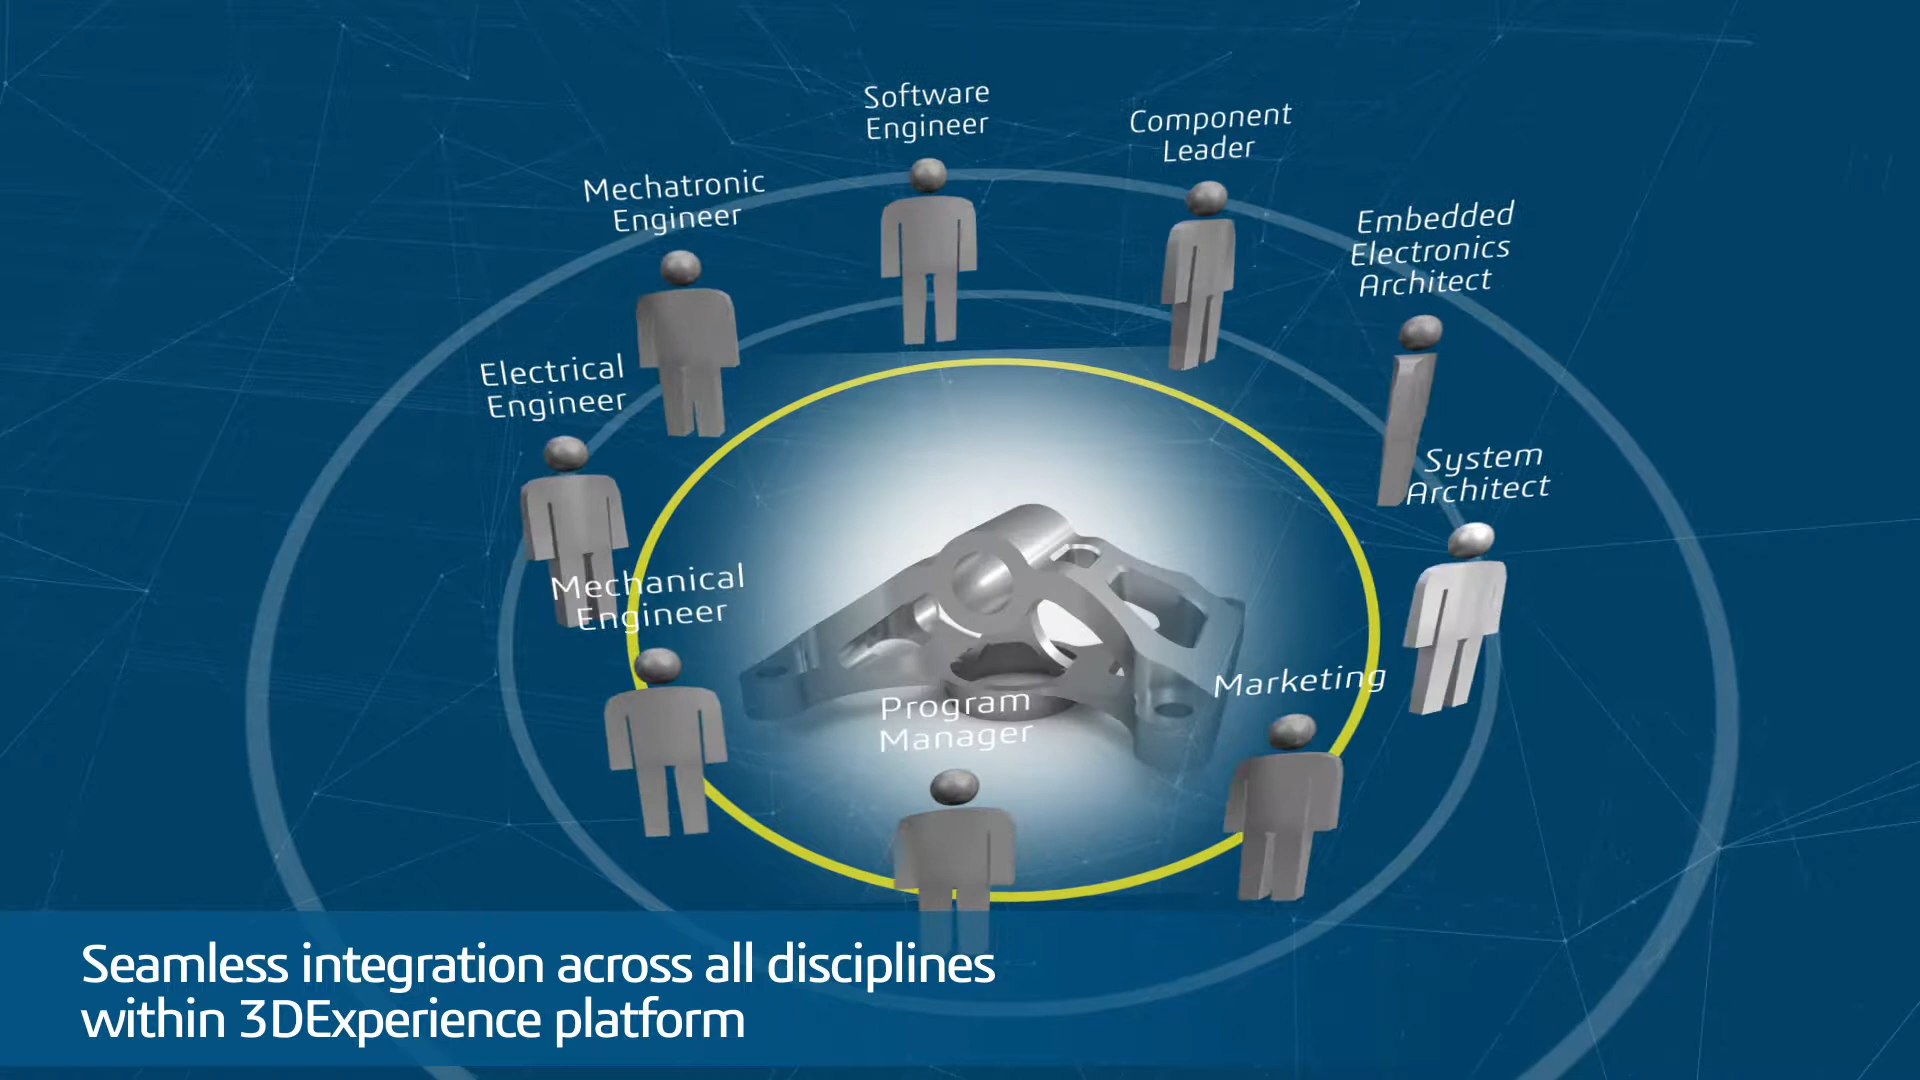 Software
Engineer
Component
Leader
Mechatronic
Engineer
Embedded
Electronics
Architect
Electrical
Engineer
System
Architect
Mechanical
Engineer
Marketing
Program
Manager
Seamless integration across all disciplines
within 3DExperience platform